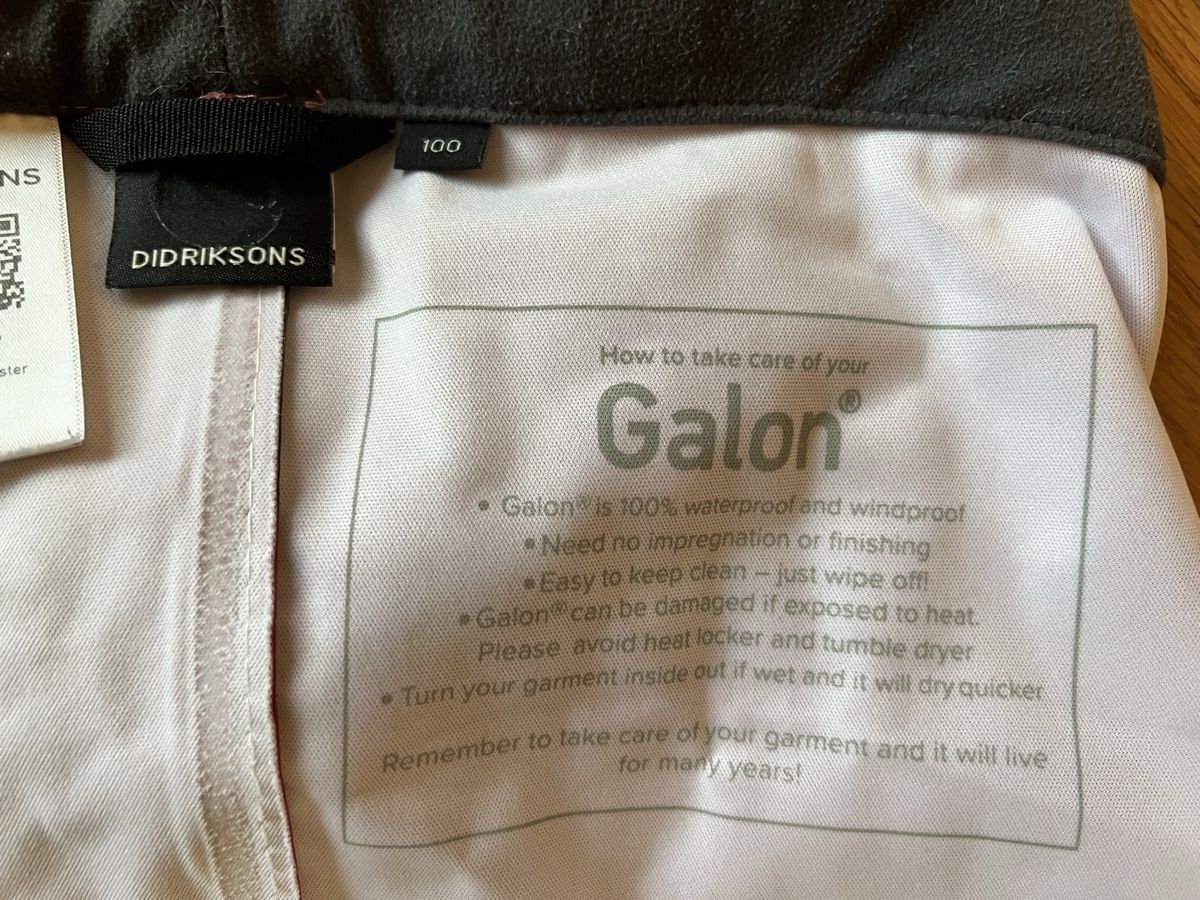 NS
ster
DIDRIKSONS
100
How to take care of your
Galon®
• Galon® is 100% waterproof and windproof
• Need no impregnation or finishing
• Easy to keep clean – just wipe off!
• Galon® can be damaged if exposed to heat.
Please avoid heat locker and tumble dryer
• Turn your garment inside out if wet and it will dry quicker
Remember to take care of your garment and it will live
for many years!